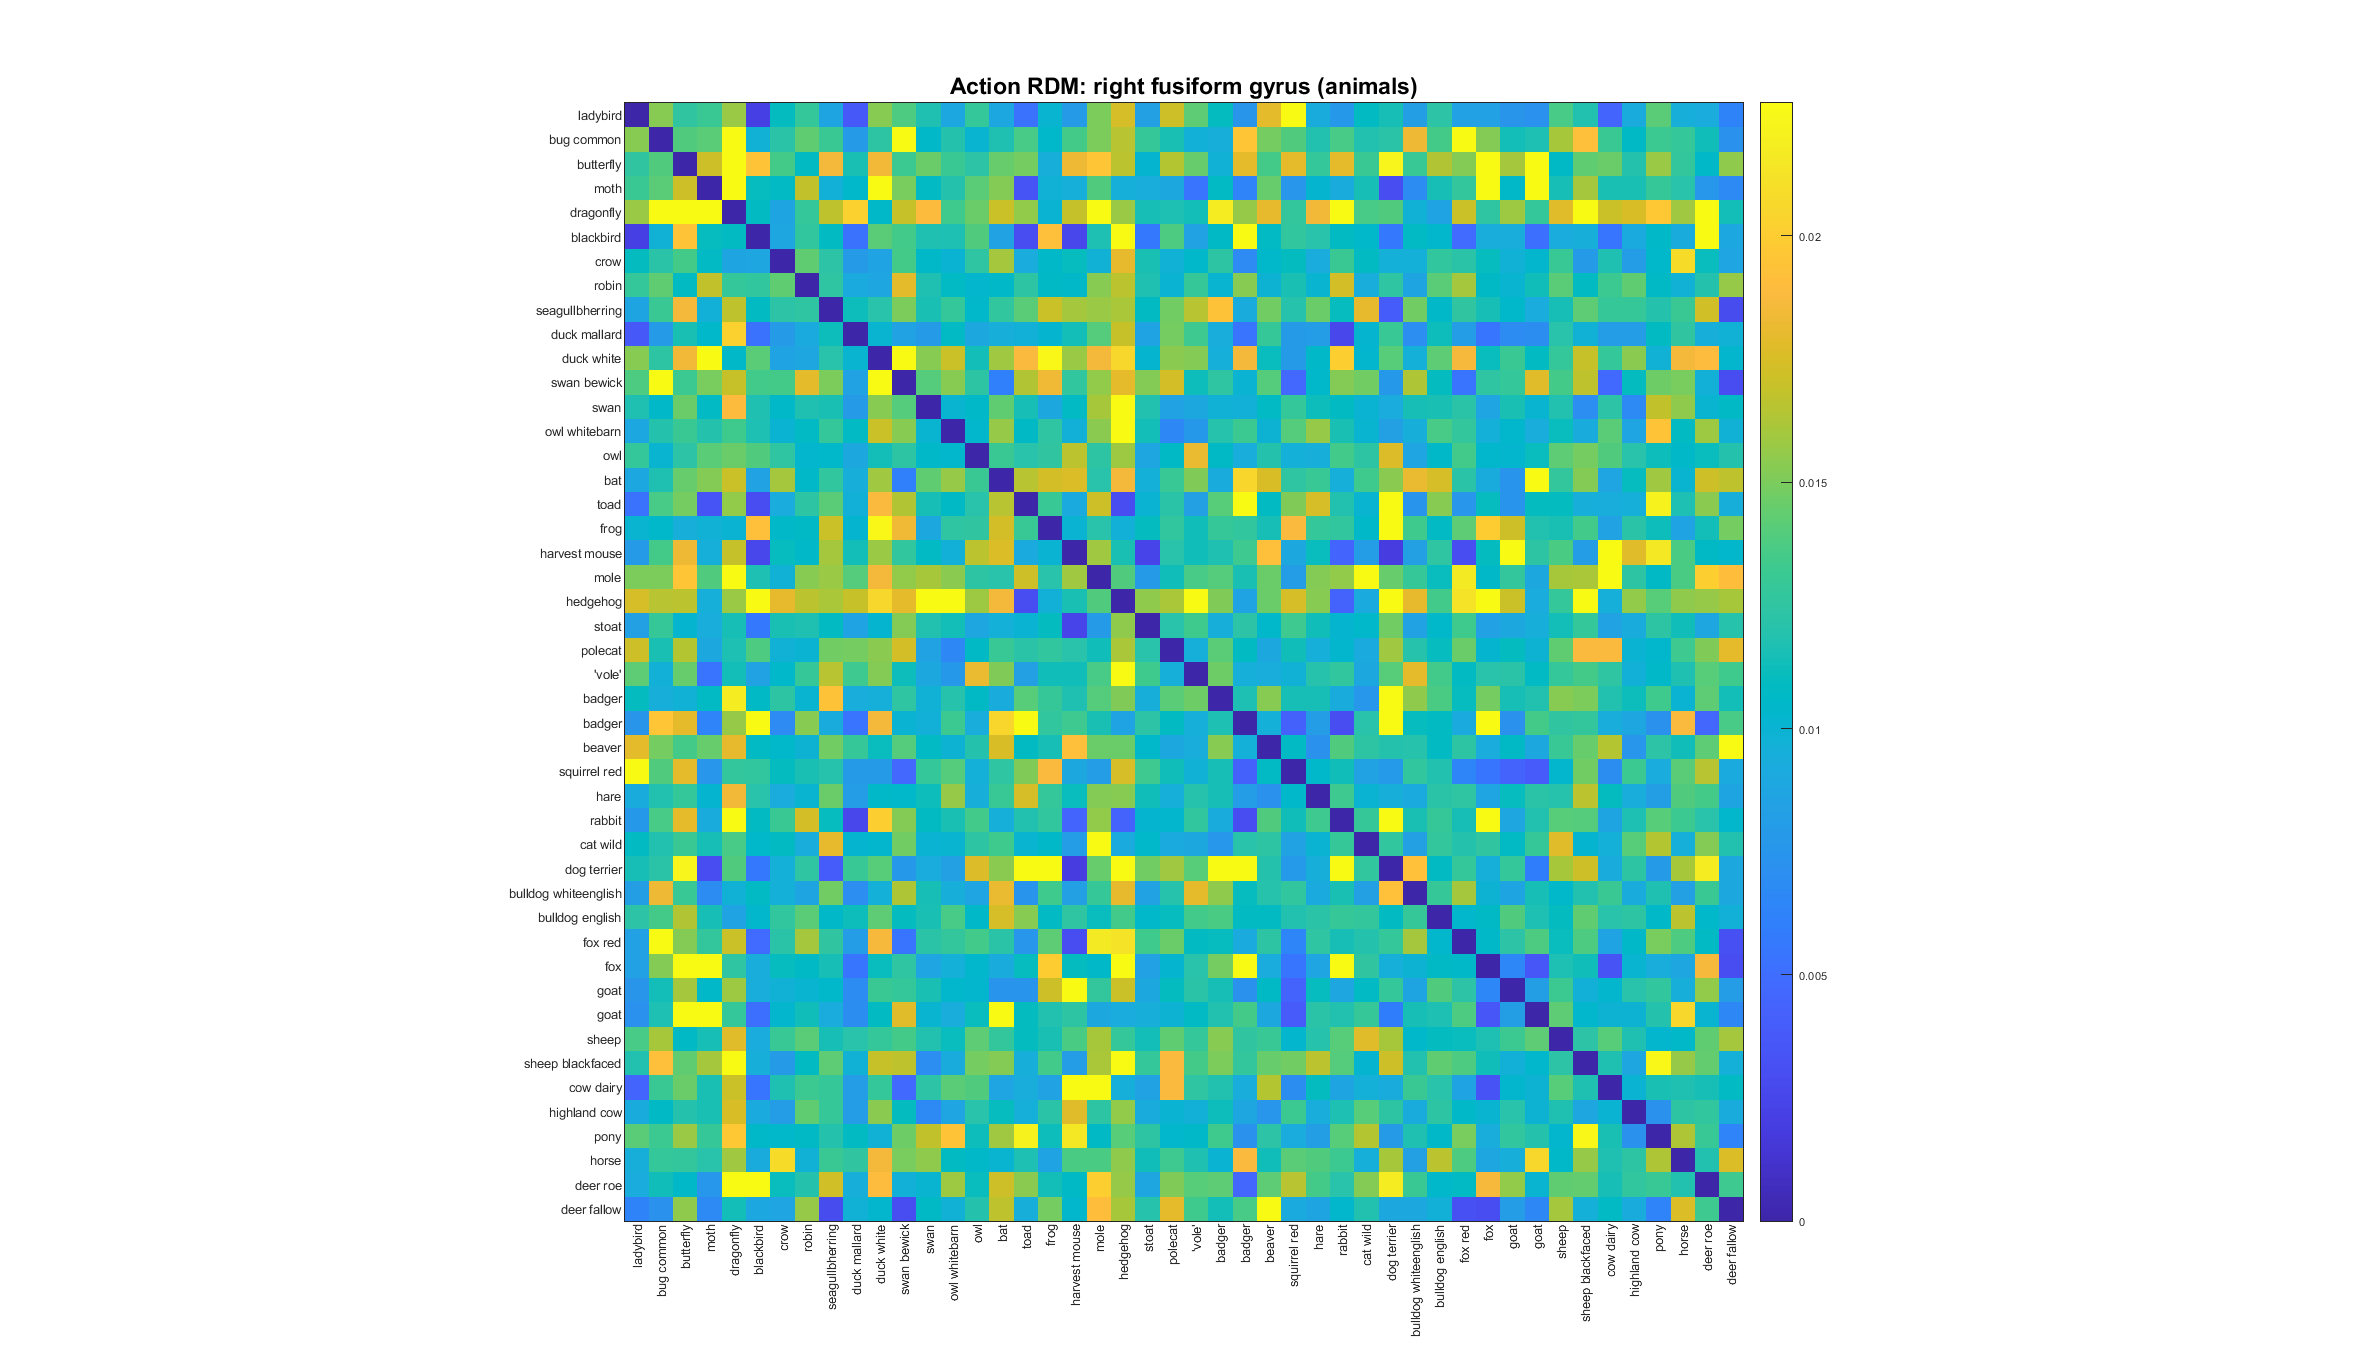 Action RDM: right fusiform gyrus (animals)
ladybird
bug common
butterfly
moth
dragonfly
blackbird
crow
robin
seagullbherring
duck mallard
duck white
swan bewick
swan
owl whitebarn
owl
bat
toad
frog
harvest mouse
mole
hedgehog
stoat
polecat
'vole'
badger
badger
beaver
squirrel red
hare
rabbit
cat wild
dog terrier
bulldog whiteenglish
bulldog english
fox red
fox
goat
goat
sheep
sheep blackfaced
cow dairy
highland cow
pony
horse
deer roe
deer fallow
ladybird
bug common
butterfly
moth
dragonfly
blackbird
crow
robin
seagullbherring
duck mallard
duck white
swan bewick
swan
owl whitebarn
owl
bat
toad
frog
harvest mouse
mole
hedgehog
stoat
polecat
'vole'
badger
badger
beaver
squirrel red
hare
rabbit
cat wild
dog terrier
bulldog whiteenglish
bulldog english
fox red
fox
goat
goat
sheep
sheep blackfaced
cow dairy
highland cow
pony
horse
deer roe
deer fallow
0.02
0.015
0.01
0.005
0